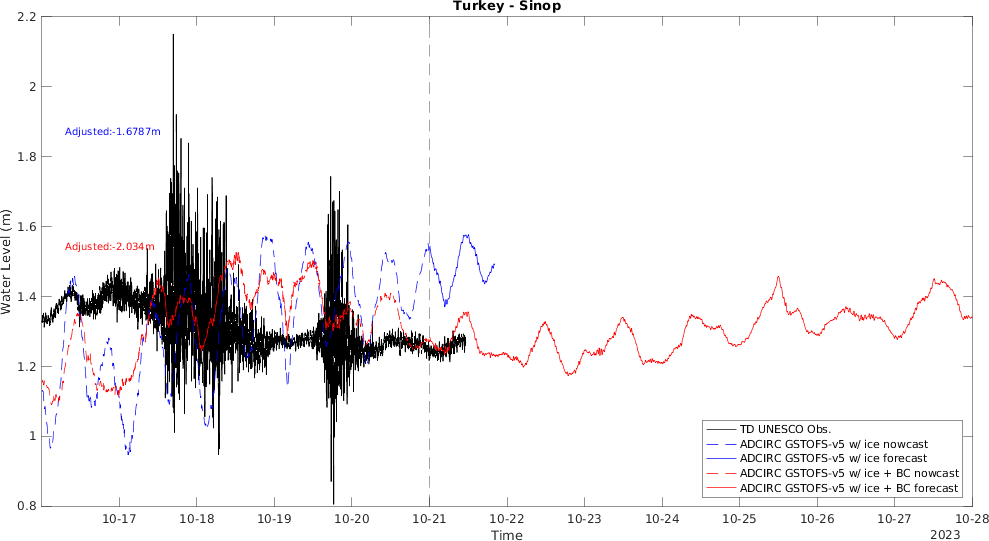 Turkey - Sinop
2.2
2
1.8
1.6
1.4
1.2
1
0.8
Water Level (m)
Adjusted:-1.6787m
Adjusted:-2.034m
TD UNESCO Obs.
ADCIRC GSTOFS-v5 w/ ice nowcast
ADCIRC GSTOFS-v5 w/ ice forecast
ADCIRC GSTOFS-v5 w/ ice + BC nowcast
ADCIRC GSTOFS-v5 w/ ice + BC forecast
10-17 10-18 10-19 10-20 10-21 10-22 10-23 10-24 10-25 10-26 10-27 10-28
Time
2023